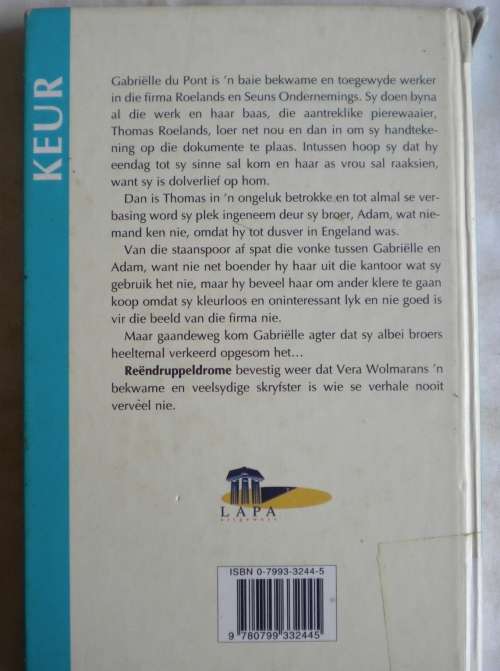 KEUR
Gabriëlle du Pont is 'n baie bekwame en toegewyde werker
in die firma Roelands en Seuns Ondernemings. Sy doen byna
al die werk en haar baas, die aantreklike pierewaaier,
Thomas Roelands, loer net nou en dan in om sy handteke-
ning op die dokumente te plaas. Intussen hoop sy dat hy
eendag tot sy sinne sal kom en haar as vrou sal raaksien,
want sy is dolverlief op hom.
Dan is Thomas in 'n ongeluk betrokke en tot almal se ver-
basing word sy plek ingeneem deur sy broer, Adam, wat nie-
mand ken nie, omdat hy tot dusver in Engeland was.
Van die staanspoor af spat die vonke tussen Gabriëlle en
Adam, want nie net boender hy haar uit die kantoor wat sy
gebruik het nie, maar hy beveel haar om ander klere te gaan
koop omdat sy kleurloos en oninteressant lyk en nie goed is
vir die beeld van die firma nie.
Maar gaandeweg kom Gabriëlle agter dat sy albei broers
heeltemal verkeerd opgesom het...
Reëndruppeldrome bevestig weer dat Vera Wolmarans 'n
bekwame en veelsydige skryfster is wie se verhale nooit
vervéel nie.
LAPA
uitgewers
ISBN 0-7993-3244-5
9 780799 332445